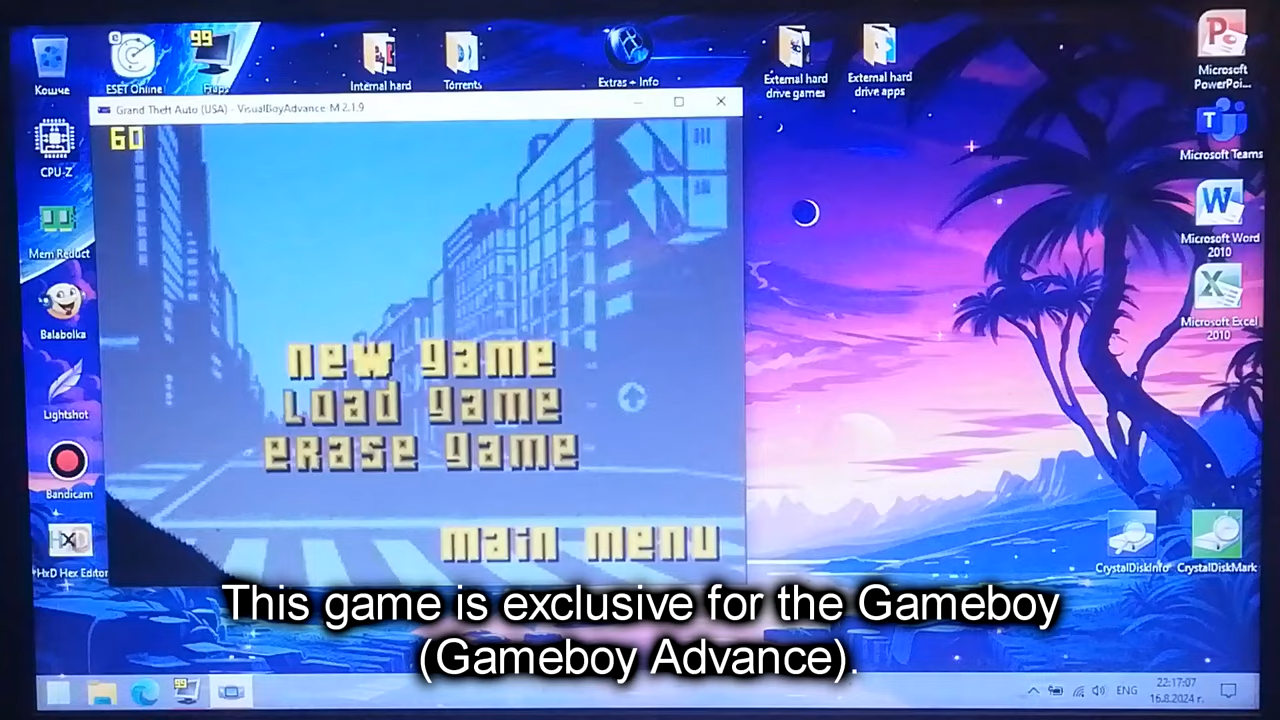 99
Кошче
ESET Online
Fraps
Internal hard
Torrents
Extras + Info
External hard
drive games
External hard
drive apps
Microsoft
PowerPoi...
Grand Theft Auto (USA) - VisualBoyAdvance-M 2.1.9
60
CPU-Z
Microsoft Teams
Mem Reduct
Microsoft Word
2010
Balabolka
Microsoft Excel
2010
new game
Load game
erase game
Lightshot
Bandicam
main menu
HxD
HxD Hex Editor
CrystalDiskInfo
CrystalDiskMark
This game is exclusive for the Gameboy
(Gameboy Advance).
99
ENG
22:17:07
16.8.2024 г.